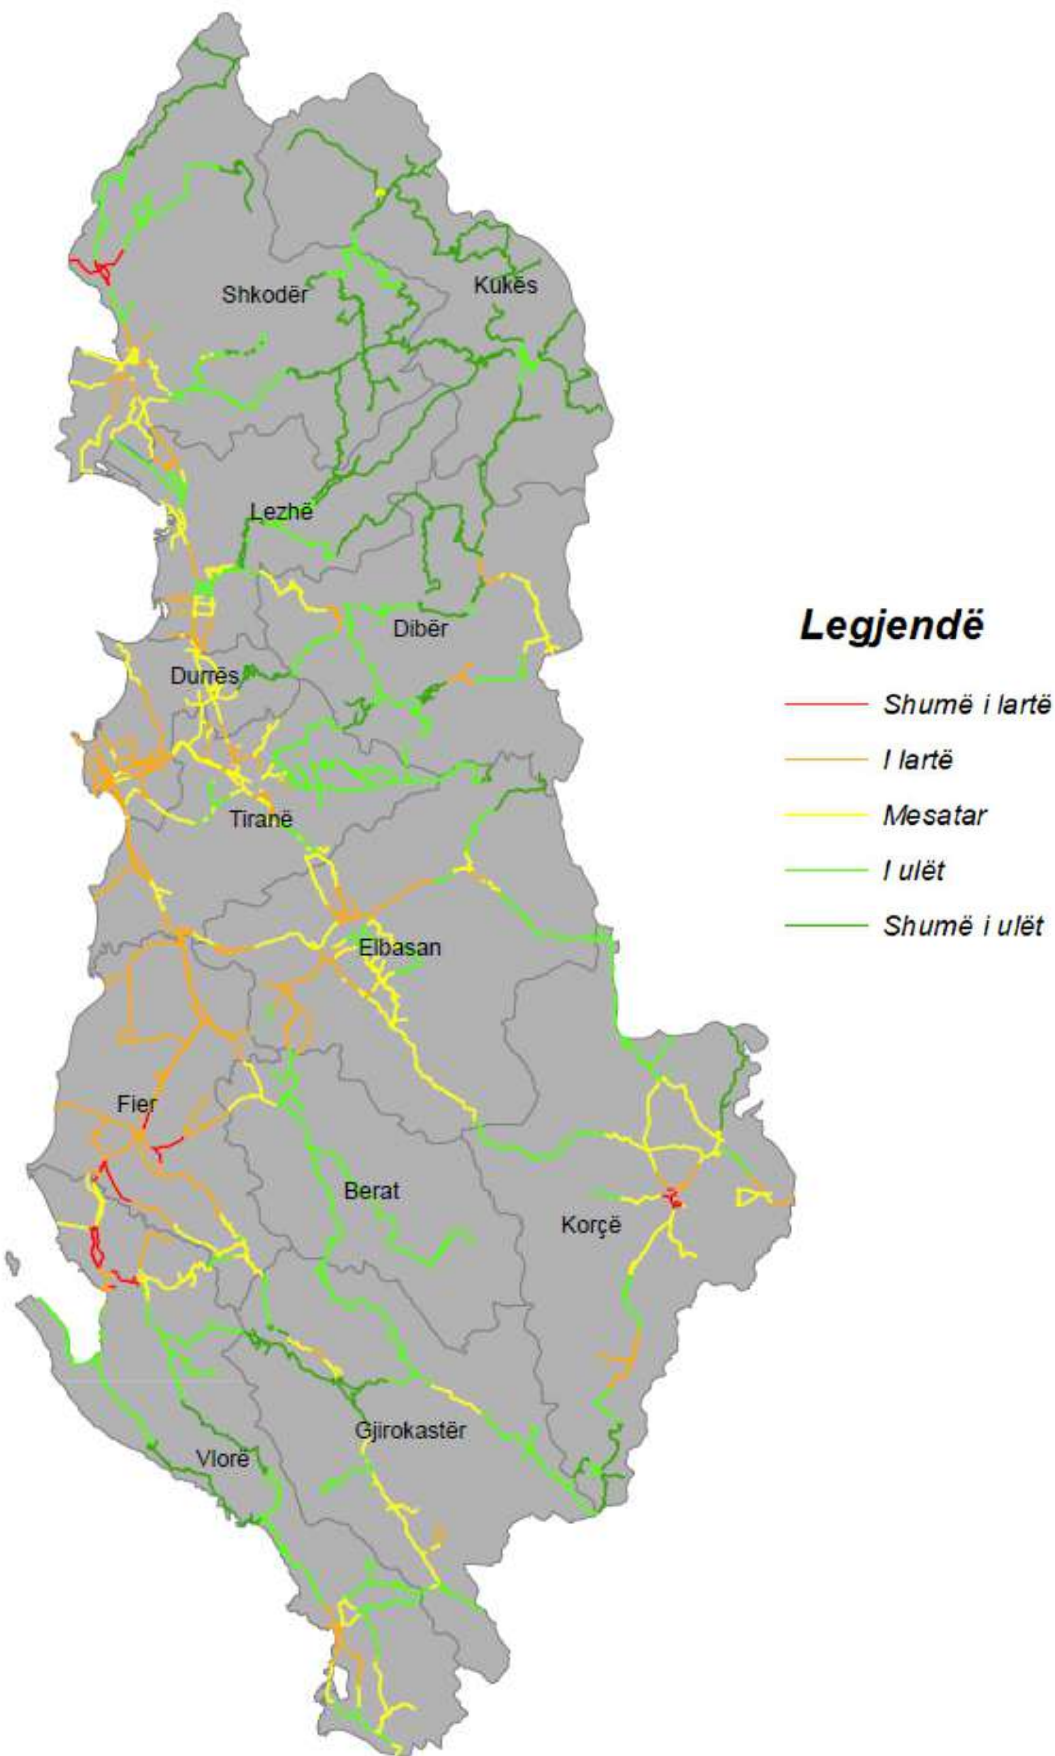 Shkodër
Kukës
Lezhë
Dibër
Durrës
Tiranë
Elbasan
Fier
Berat
Korçë
Gjirokastër
Vlorë
Legjendë
Shumë i lartë
I lartë
Mesatar
I ulët
Shumë i ulët